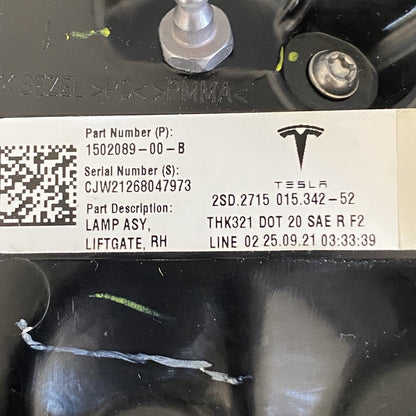 BEZEL >PC< >PMMA<
Part Number (P):
1502089-00-B
Serial Number (S):
CJW21268047973
Part Description:
LAMP ASY,
LIFTGATE, RH
TESLA
2SD.2715 015.342-52
THK321 DOT 20 SAE R F2
LINE 02 25.09.21 03:33:39